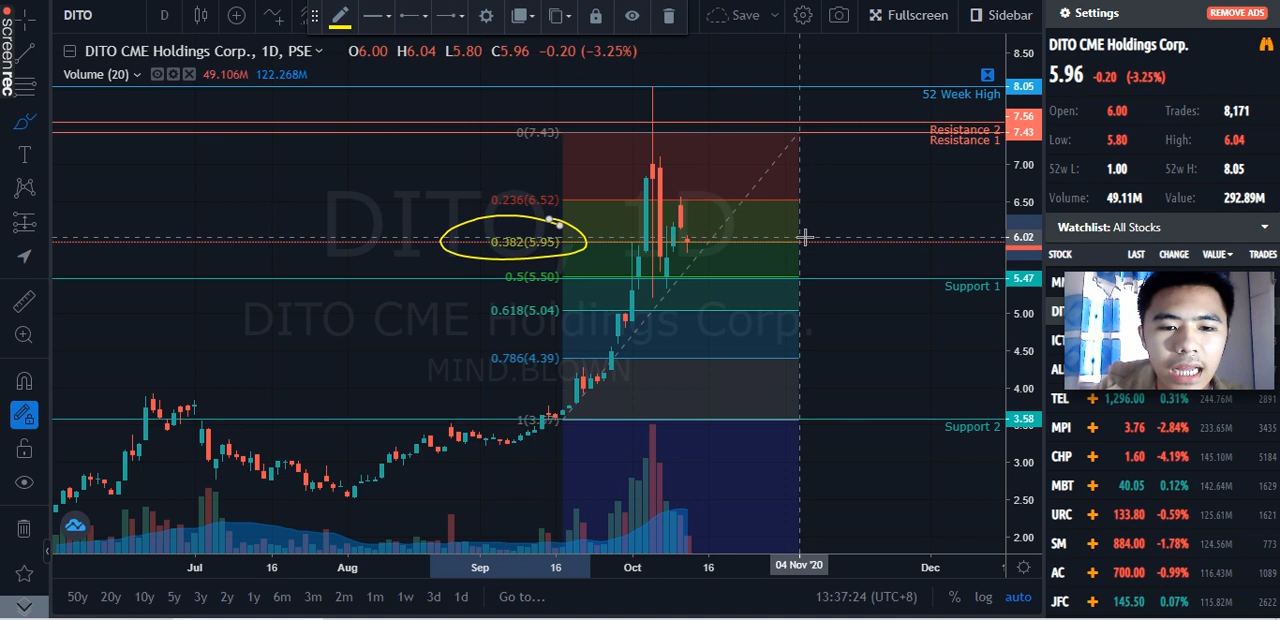 screenrec
DITO
D
Save
Fullscreen
Sidebar
DITO CME Holdings Corp., 1D, PSE
O6.00 H6.04 L5.80 C5.96 -0.20 (-3.25%)
Volume (20) 49.106M 122.268M
8.50
8.05
52 Week High
7.56
7.43
Resistance 2
Resistance 1
0(7.43)
7.00
0.236(6.52)
6.50
6.02
0.382(5.95)
0.5(5.50)
5.47
Support 1
0.618(5.04)
5.00
4.50
0.786(4.39)
4.00
3.58
Support 2
3.00
2.50
2.00
DITO, 1D
DITO CME Holdings Corp.
MIND.BLOWN
Jul 16 Aug Sep 16 Oct 16 04 Nov '20 Dec
50y 20y 10y 5y 3y 2y 1y 6m 3m 2m 1m 1w 3d 1d Go to...
13:37:24 (UTC+8) % log auto
Settings
REMOVE ADS
DITO CME Holdings Corp.
5.96 -0.20 (-3.25%)
Open: 6.00 Trades: 8,171
Low: 5.80 High: 6.04
52w L: 1.00 52w H: 8.05
Volume: 49.11M Value: 292.89M
Watchlist: All Stocks
STOCK LAST CHANGE VALUE TRADES
TEL 1,296.00 0.31% 244.76M 2891
MPI 3.76 -2.84% 233.65M 3435
CHP 1.60 -4.19% 145.10M 5184
MBT 40.05 0.12% 142.64M 1629
URC 133.80 -0.59% 125.61M 1621
SM 884.00 -1.78% 124.56M 773
AC 700.00 -0.99% 116.43M 1089
JFC 145.50 0.07% 115.82M 2622